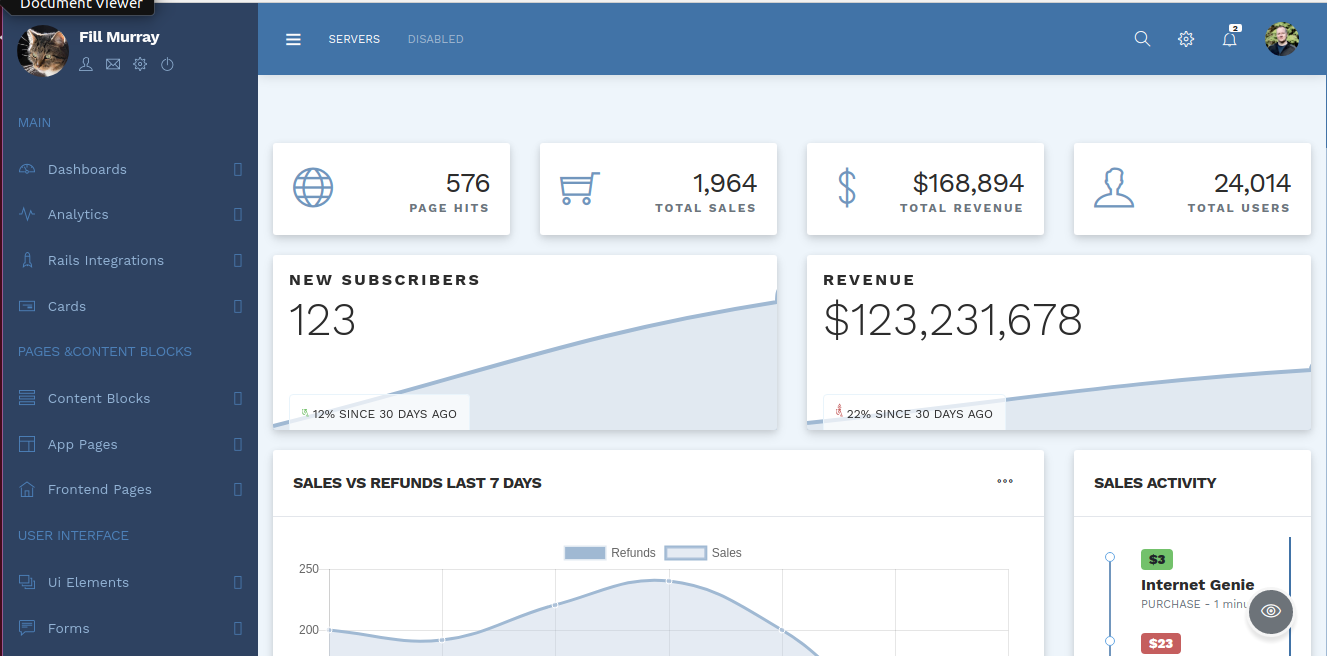 Document Viewer
Fill Murray
SERVERS DISABLED
2
MAIN
Dashboards
Analytics
Rails Integrations
Cards
PAGES &CONTENT BLOCKS
Content Blocks
App Pages
Frontend Pages
USER INTERFACE
Ui Elements
Forms
576
PAGE HITS
1,964
TOTAL SALES
$168,894
TOTAL REVENUE
24,014
TOTAL USERS
NEW SUBSCRIBERS
123
12% SINCE 30 DAYS AGO
REVENUE
$123,231,678
22% SINCE 30 DAYS AGO
SALES VS REFUNDS LAST 7 DAYS
Refunds Sales
250
200
SALES ACTIVITY
$3
Internet Genie
PURCHASE - 1 minu
$23